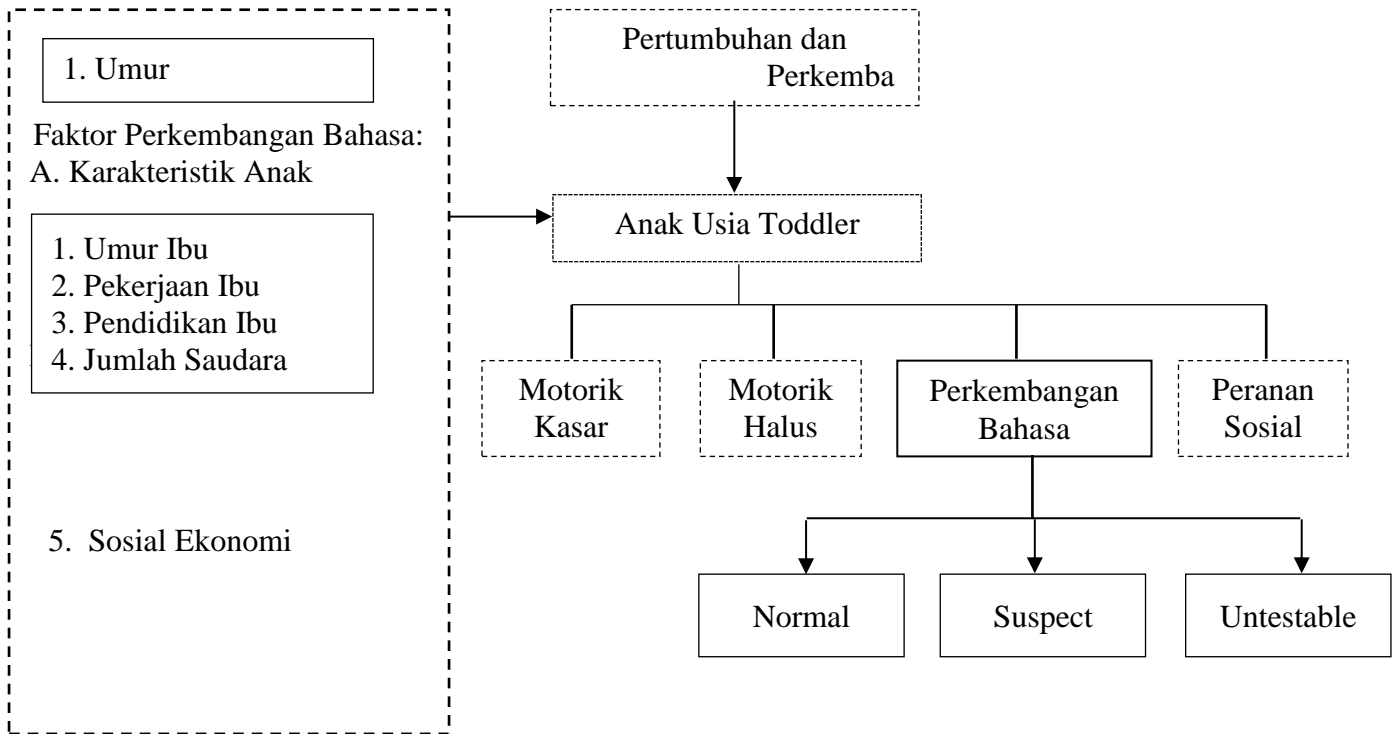 1. Umur
Faktor Perkembangan Bahasa:
A. Karakteristik Anak
1. Umur Ibu
2. Pekerjaan Ibu
3. Pendidikan Ibu
4. Jumlah Saudara
5. Sosial Ekonomi
Pertumbuhan dan
Perkemba
Anak Usia Toddler
Motorik
Kasar
Motorik
Halus
Perkembangan
Bahasa
Peranan
Sosial
Normal
Suspect
Untestable